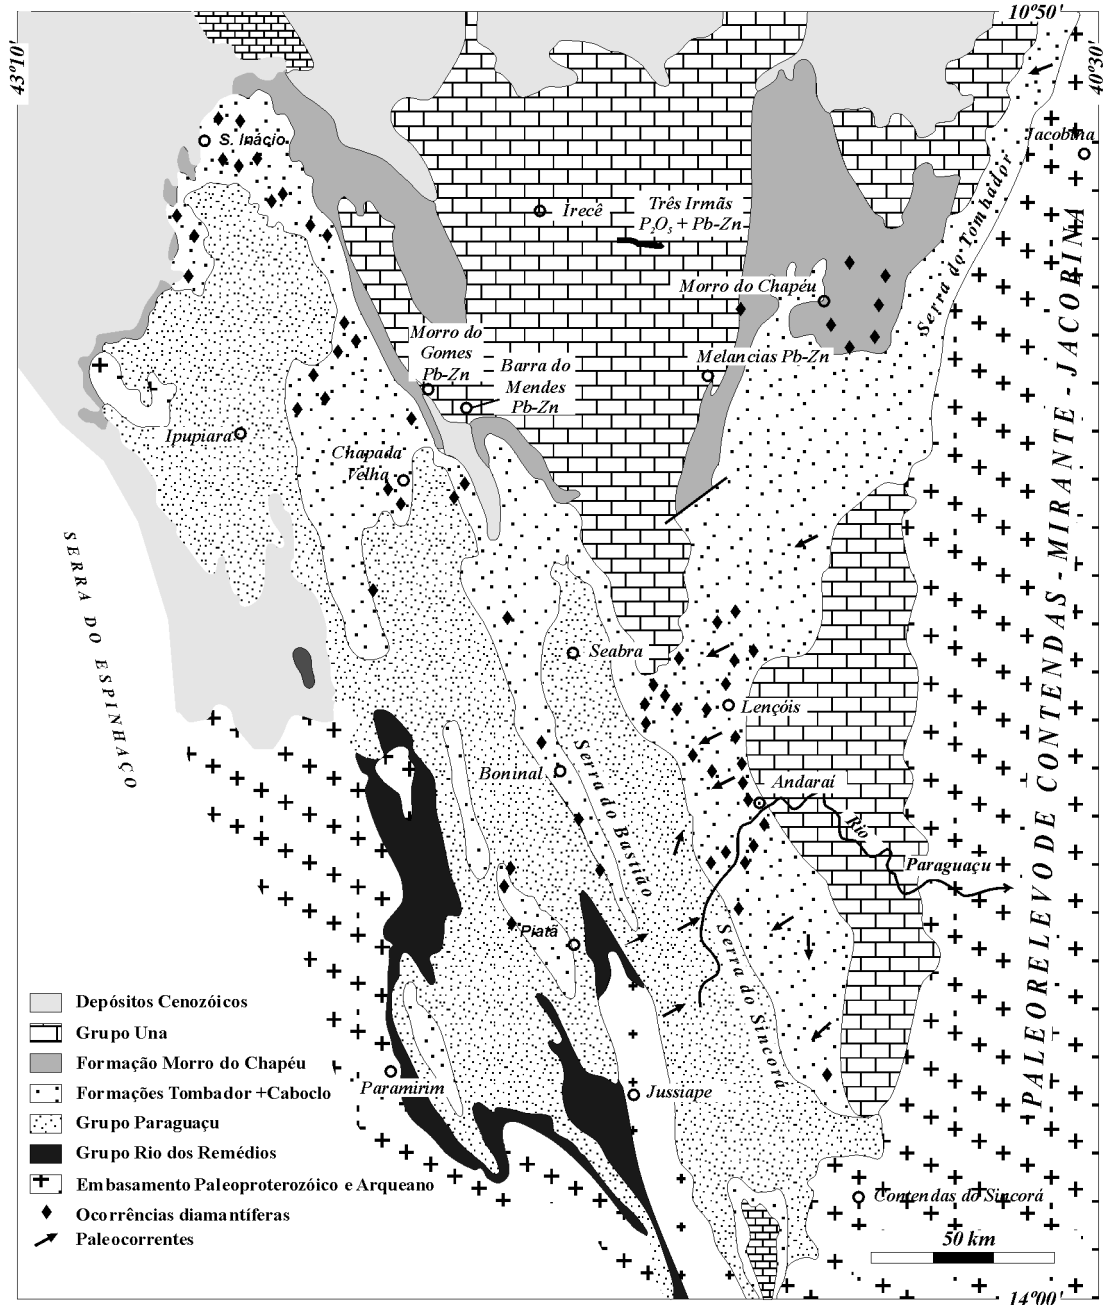 10º50'
43º10'
40º30'
Jacobina
S. Inácio
Irecê
Três Irmãs
P₂O₅ + Pb-Zn
Serra do Tombador
Morro do Chapéu
Morro do
Gomes
Pb-Zn
Barra do
Mendes
Pb-Zn
Melancias Pb-Zn
Ipupiara
Chapada
Velha
SERRA DO ESPINHAÇO
PALEORELEVO DE CONTENDAS - MIRANTE - JACOBINA
Seabra
Lençóis
Boninal
Serra do Bastião
Andaraí
Rio
Paraguaçu
Piatã
Serra do Sincorá
Paramirim
Jussiape
Contendas do Sincorá
Depósitos Cenozóicos
Grupo Una
Formação Morro do Chapéu
Formações Tombador +Caboclo
Grupo Paraguaçu
Grupo Rio dos Remédios
Embasamento Paleoproterozóico e Arqueano
Ocorrências diamantíferas
Paleocorrentes
50 km
14º00'